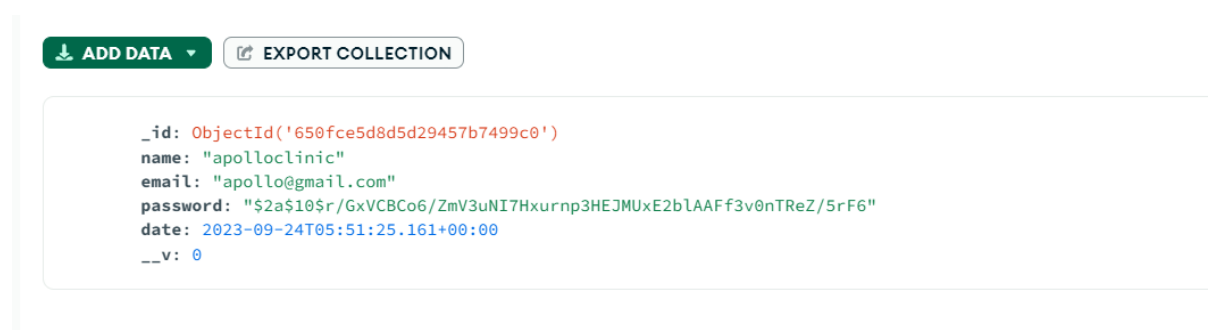 ADD DATA
EXPORT COLLECTION
_id: ObjectId('650fce5d8d5d29457b7499c0')
name: "apolloclinic"
email: "apollo@gmail.com"
password: "$2a$10$r/GxVCBCo6/ZmV3uNI7Hxurnp3HEJMUxE2blAAFf3v0nTReZ/5rF6"
date: 2023-09-24T05:51:25.161+00:00
__v: 0